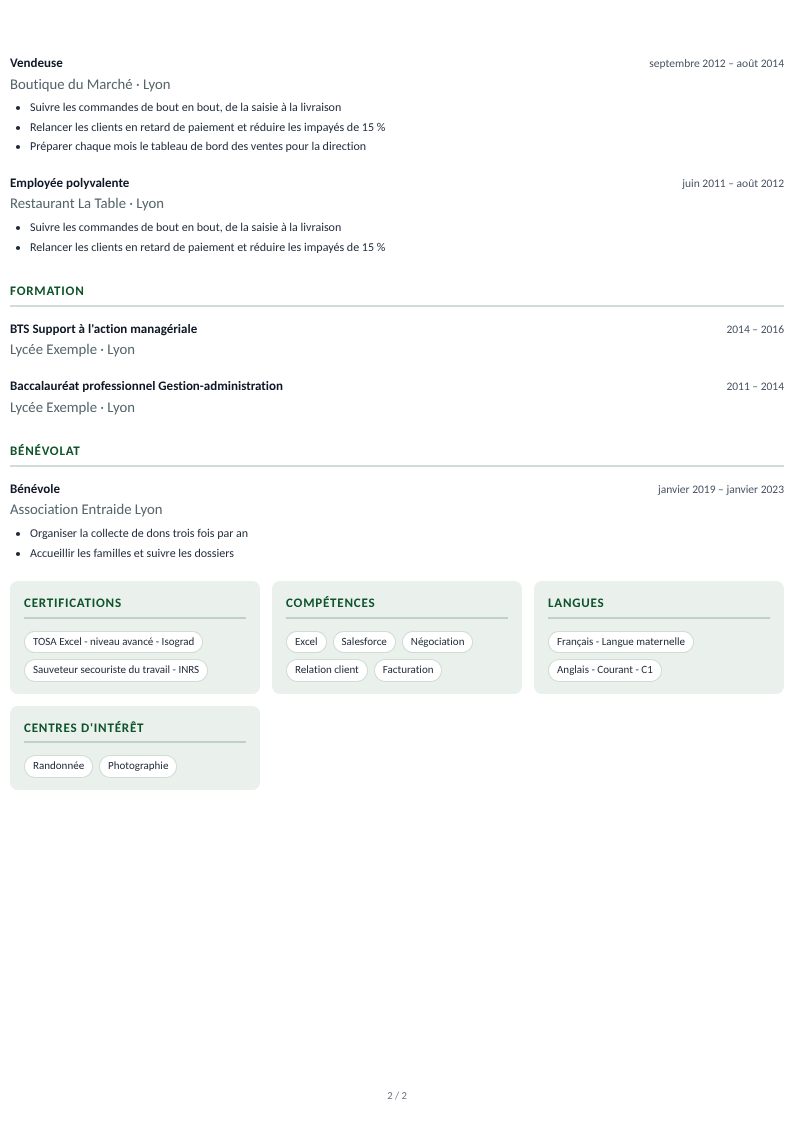 Vendeuse
septembre 2012 – août 2014
Boutique du Marché · Lyon
• Suivre les commandes de bout en bout, de la saisie à la livraison
• Relancer les clients en retard de paiement et réduire les impayés de 15 %
• Préparer chaque mois le tableau de bord des ventes pour la direction
Employée polyvalente
juin 2011 – août 2012
Restaurant La Table · Lyon
• Suivre les commandes de bout en bout, de la saisie à la livraison
• Relancer les clients en retard de paiement et réduire les impayés de 15 %
FORMATION
BTS Support à l'action managériale
2014 – 2016
Lycée Exemple · Lyon
Baccalauréat professionnel Gestion-administration
2011 – 2014
Lycée Exemple · Lyon
BÉNÉVOLAT
Bénévole
janvier 2019 – janvier 2023
Association Entraide Lyon
• Organiser la collecte de dons trois fois par an
• Accueillir les familles et suivre les dossiers
CERTIFICATIONS
TOSA Excel - niveau avancé - Isograd
Sauveteur secouriste du travail - INRS
COMPÉTENCES
Excel
Salesforce
Négociation
Relation client
Facturation
LANGUES
Français - Langue maternelle
Anglais - Courant - C1
CENTRES D'INTÉRÊT
Randonnée
Photographie
2 / 2